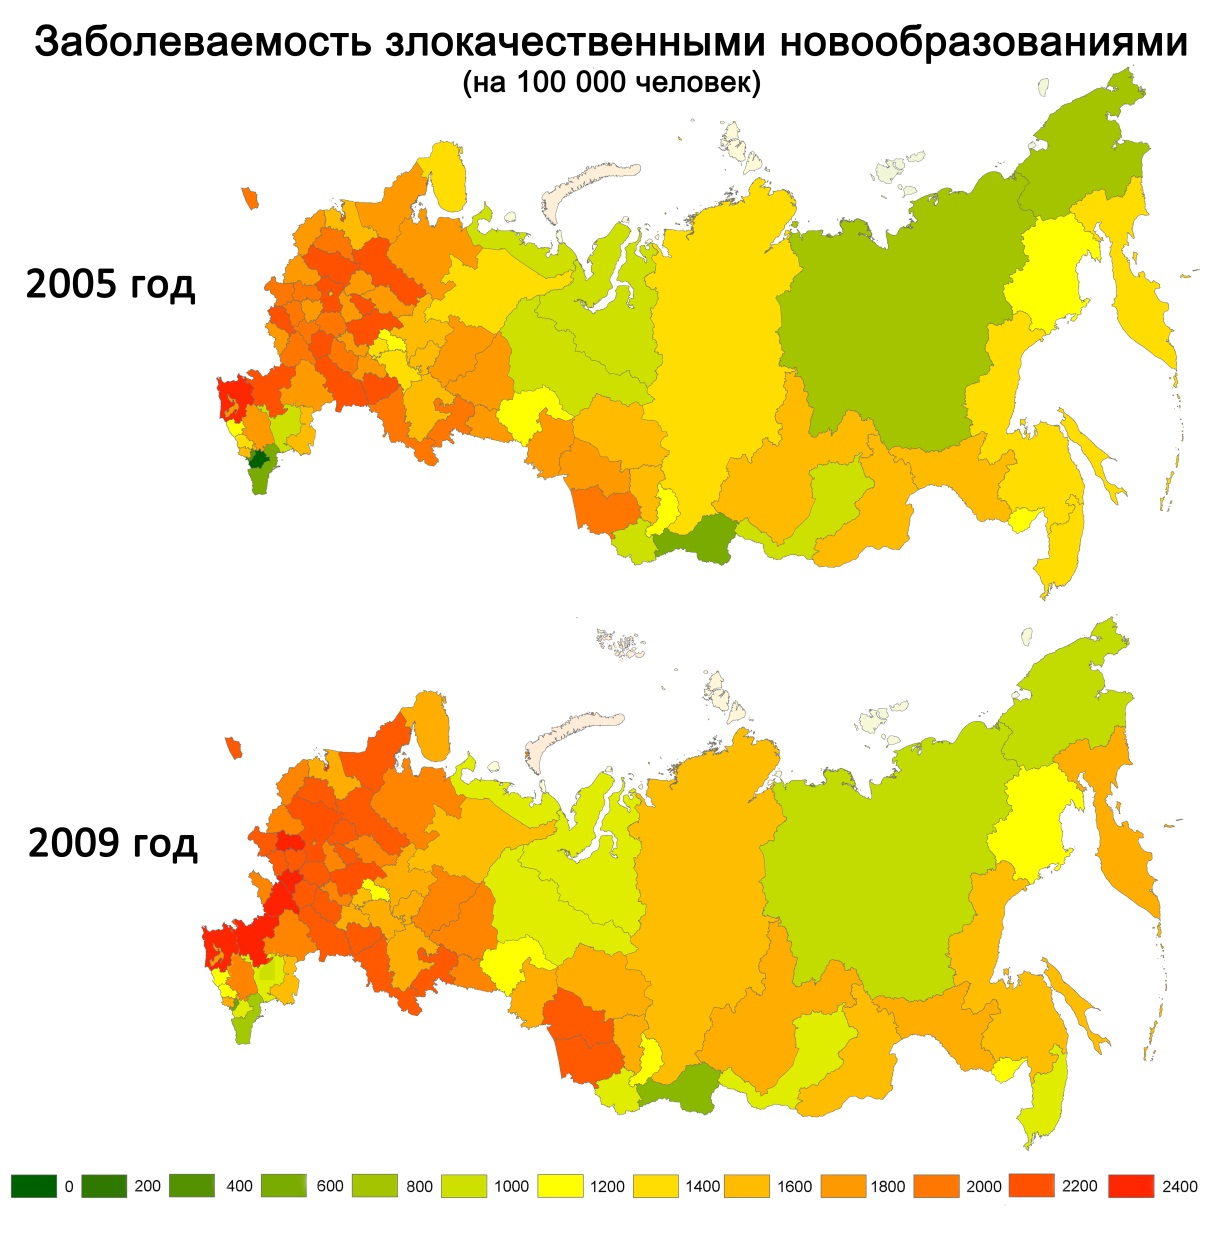 Заболеваемость злокачественными новообразованиями
(на 100 000 человек)
2005 год
2009 год
0 200 400 600 800 1000 1200 1400 1600 1800 2000 2200 2400